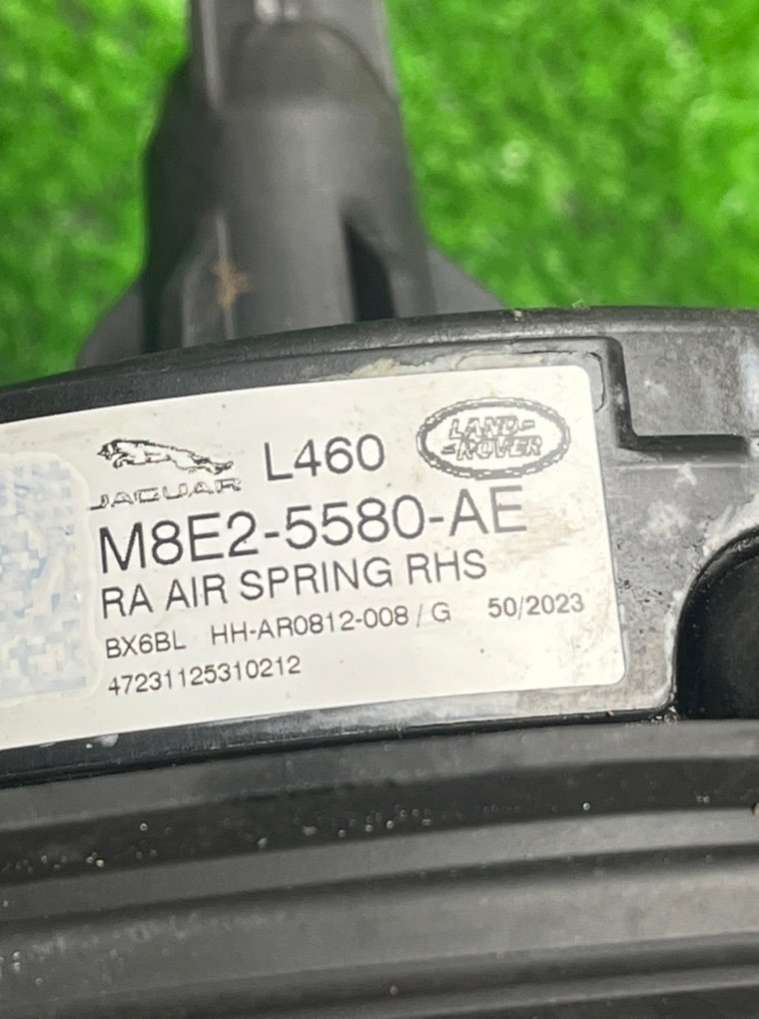 JAGUAR L460 LAND-
-ROVER
M8E2-5580-AE
RA AIR SPRING RHS
BX6BL HH-AR0812-008 / G 50/2023
47231125310212